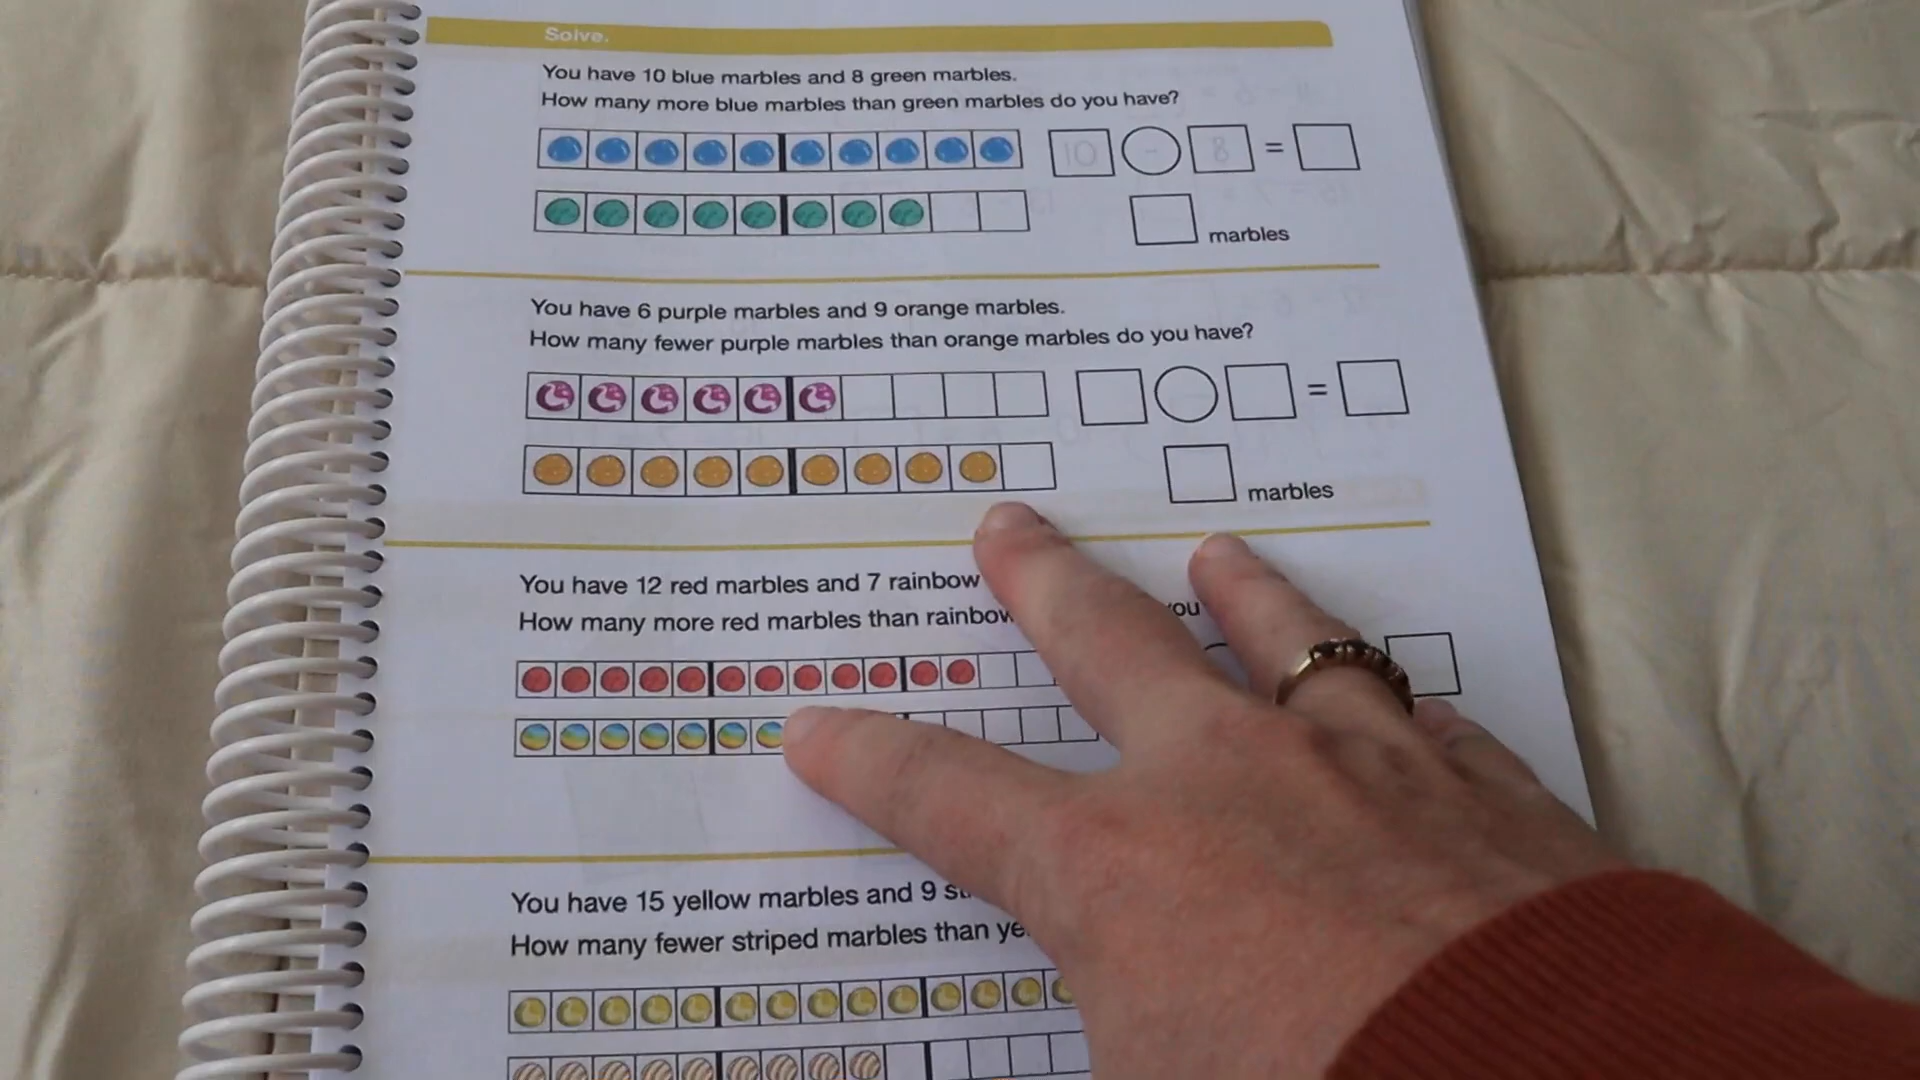 Solve.
You have 10 blue marbles and 8 green marbles.
How many more blue marbles than green marbles do you have?
10 - 8 =
marbles
You have 6 purple marbles and 9 orange marbles.
How many fewer purple marbles than orange marbles do you have?
=
marbles
You have 12 red marbles and 7 rainbow
How many more red marbles than rainbow
You have 15 yellow marbles and 9
How many fewer striped marbles than